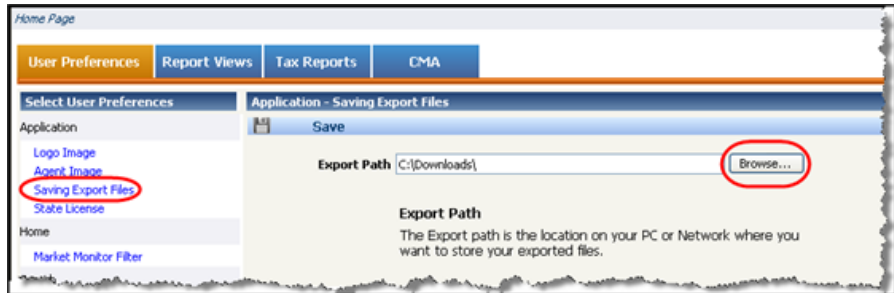 Home Page
User Preferences Report Views Tax Reports CMA
Select User Preferences
Application
Logo Image
Agent Image
Saving Export Files
State License
Home
Market Monitor Filter
Application - Saving Export Files
Save
Export Path C:\Downloads\ Browse...
Export Path
The Export path is the location on your PC or Network where you
want to store your exported files.